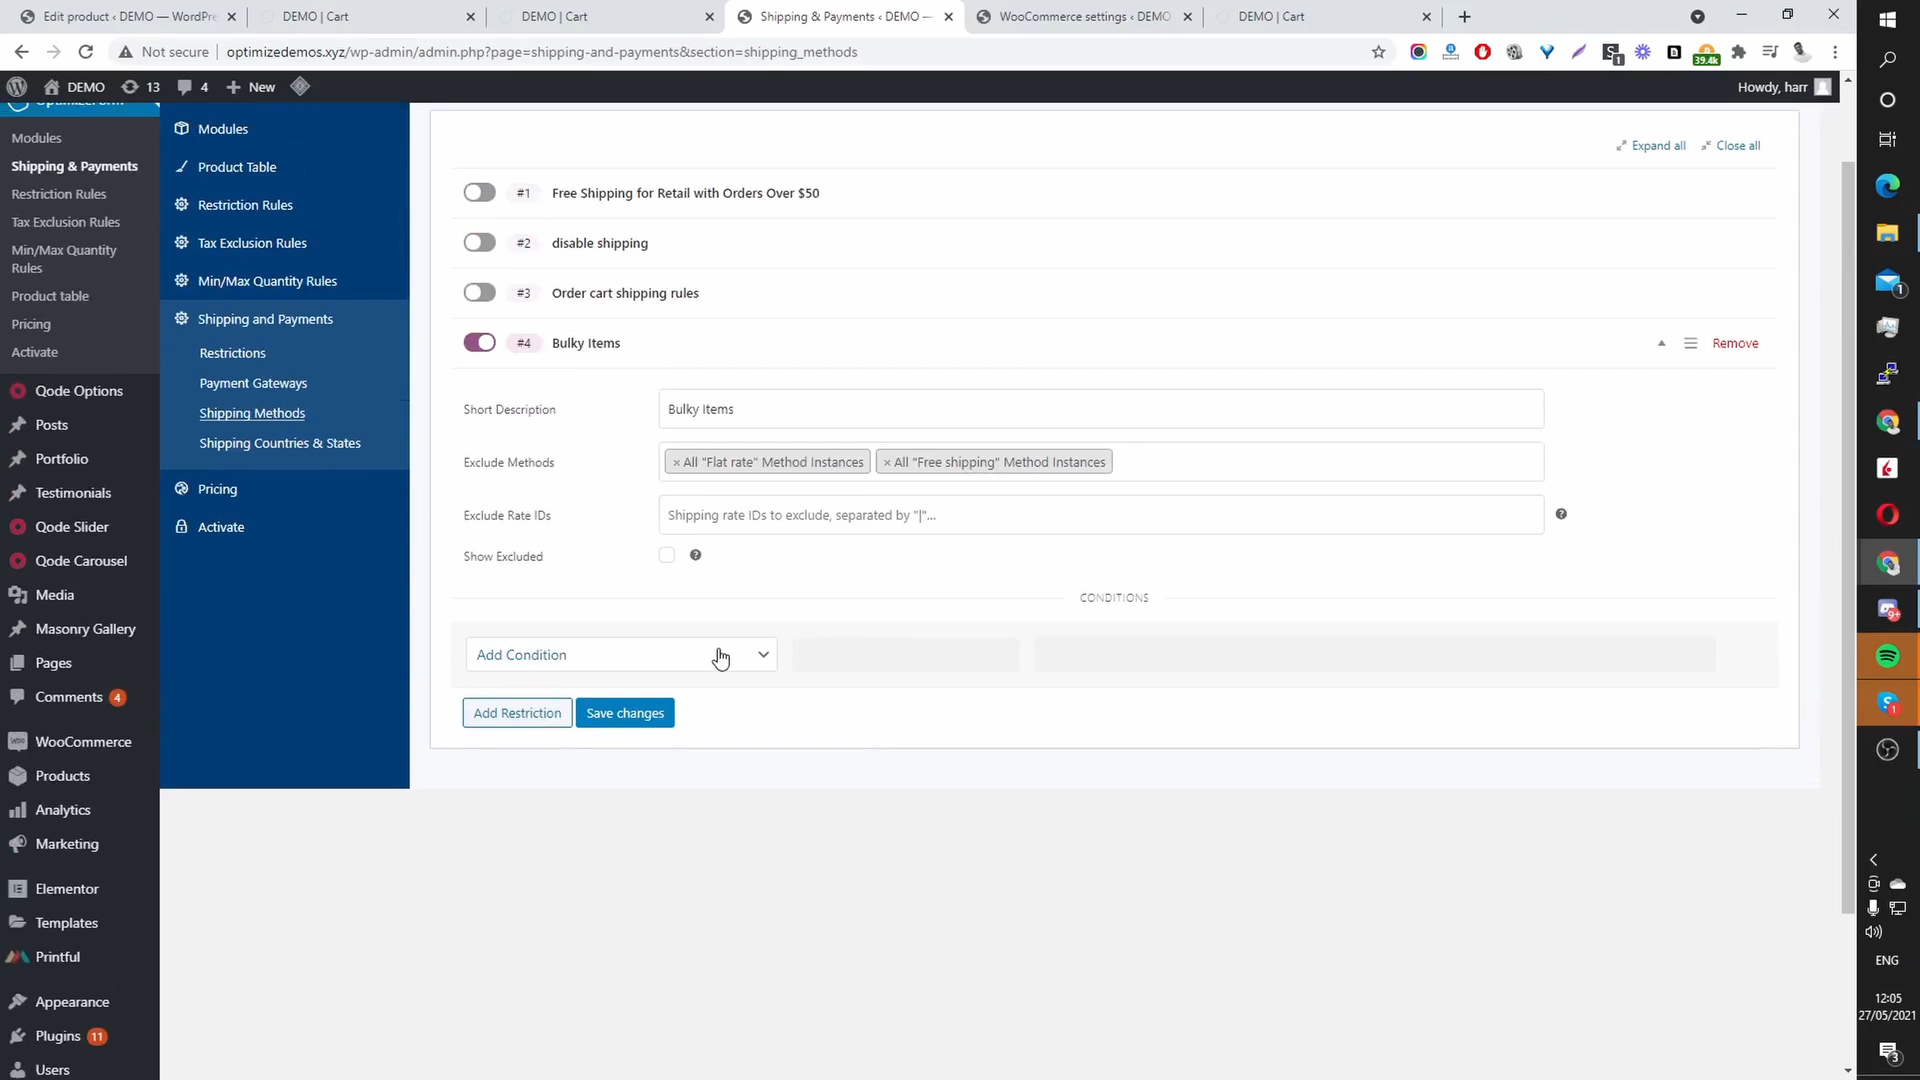 Edit product ‹ DEMO — WordPre
DEMO | Cart
DEMO | Cart
Shipping & Payments ‹ DEMO —
WooCommerce settings ‹ DEMO
DEMO | Cart
Not secure
optimizedemos.xyz/wp-admin/admin.php?page=shipping-and-payments&section=shipping_methods
39.4k
DEMO
13
4
New
Howdy, harr
Modules
Shipping & Payments
Restriction Rules
Tax Exclusion Rules
Min/Max Quantity
Rules
Product table
Pricing
Activate
Qode Options
Posts
Portfolio
Testimonials
Qode Slider
Qode Carousel
Media
Masonry Gallery
Pages
Comments 4
WooCommerce
Products
Analytics
Marketing
Elementor
Templates
Printful
Appearance
Plugins 11
Users
Modules
Product Table
Restriction Rules
Tax Exclusion Rules
Min/Max Quantity Rules
Shipping and Payments
Restrictions
Payment Gateways
Shipping Methods
Shipping Countries & States
Pricing
Activate
Expand all
Close all
#1 Free Shipping for Retail with Orders Over $50
#2 disable shipping
#3 Order cart shipping rules
#4 Bulky Items
Remove
Short Description
Bulky Items
Exclude Methods
× All "Flat rate" Method Instances
× All "Free shipping" Method Instances
Exclude Rate IDs
Shipping rate IDs to exclude, separated by "|"...
Show Excluded
CONDITIONS
Add Condition
Add Restriction
Save changes
1
9+
1
ENG
12:05
27/05/2021
3